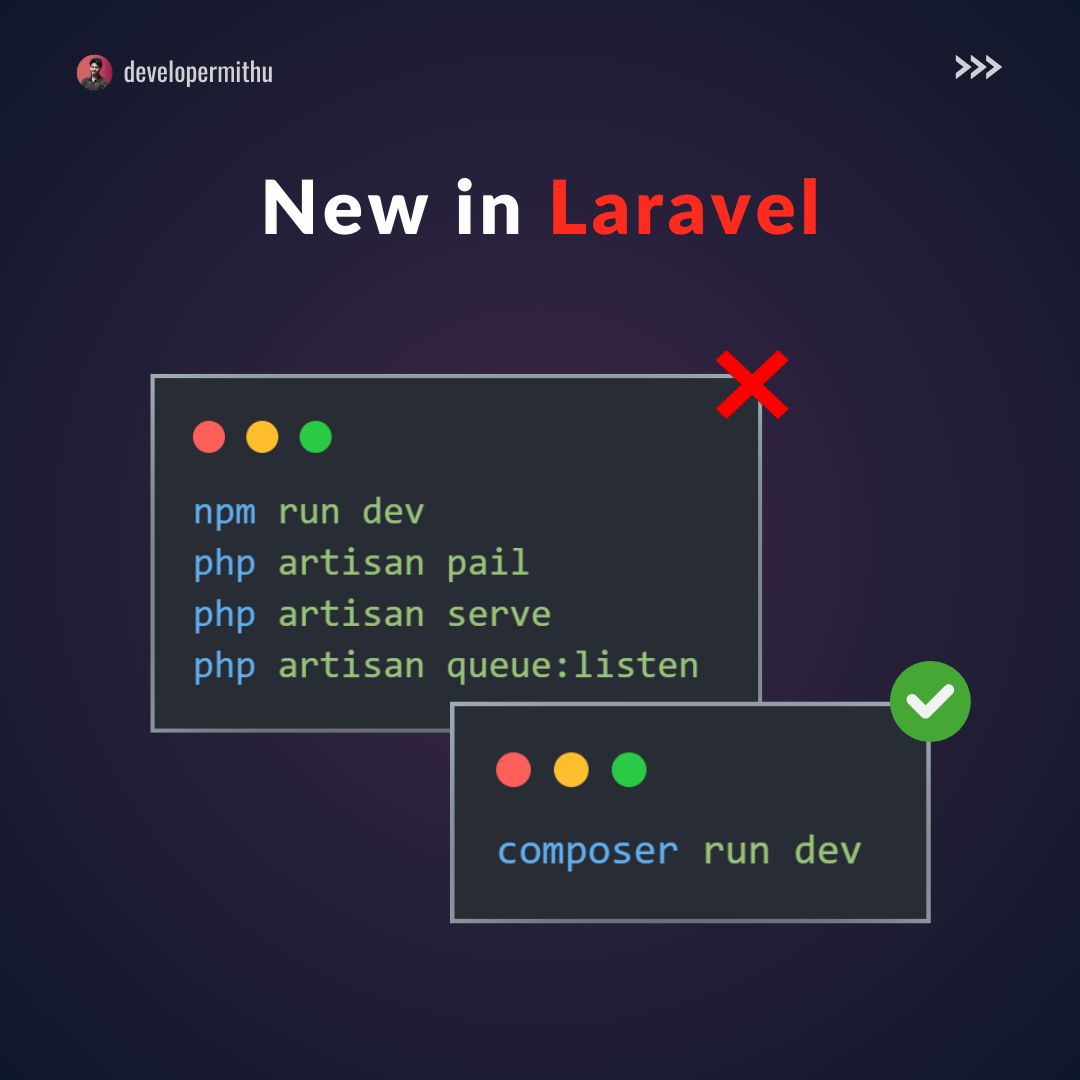 developermithu
New in Laravel
npm run dev
php artisan pail
php artisan serve
php artisan queue:listen
composer run dev